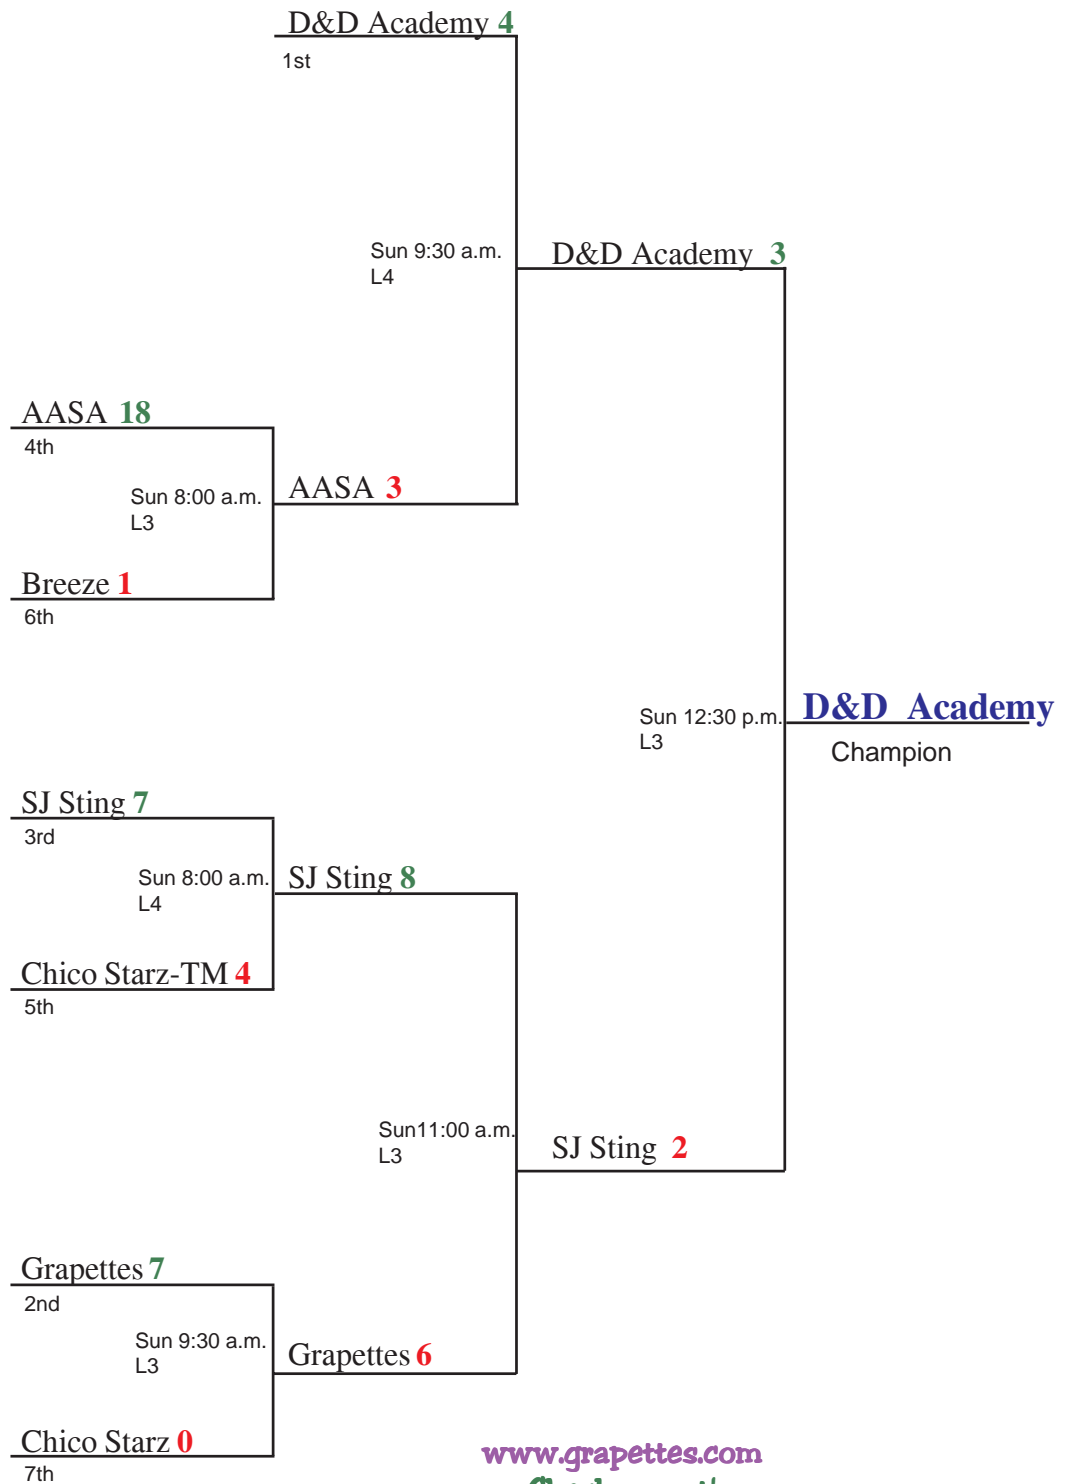 D&D Academy 4
1st
Sun 9:30 a.m.
L4
D&D Academy 3
AASA 18
4th
Sun 8:00 a.m.
L3
AASA 3
Breeze 1
6th
Sun 12:30 p.m.
L3
D&D Academy
Champion
SJ Sting 7
3rd
Sun 8:00 a.m.
L4
SJ Sting 8
Chico Starz-TM 4
5th
Sun11:00 a.m.
L3
SJ Sting 2
Grapettes 7
2nd
Sun 9:30 a.m.
L3
Grapettes 6
Chico Starz 0
7th
www.grapettes.com